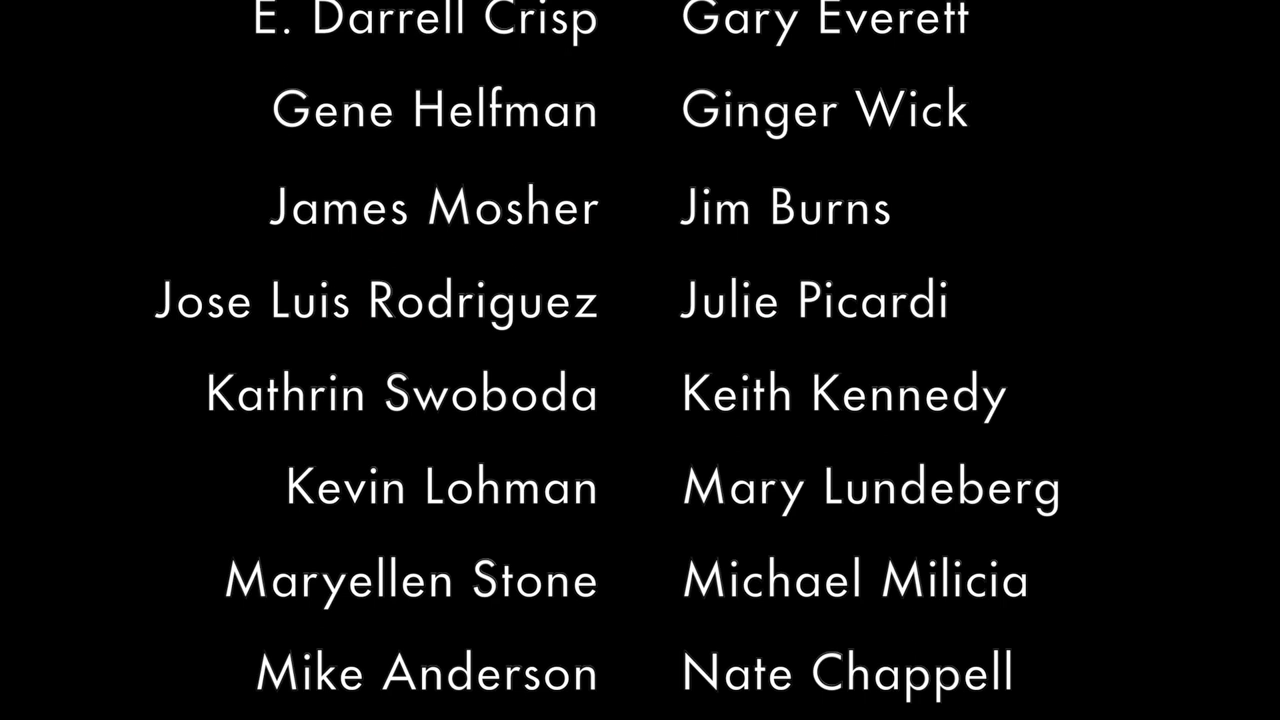 E. Darrell Crisp Gary Everett
Gene Helfman Ginger Wick
James Mosher Jim Burns
Jose Luis Rodriguez Julie Picardi
Kathrin Swoboda Keith Kennedy
Kevin Lohman Mary Lundeberg
Maryellen Stone Michael Milicia
Mike Anderson Nate Chappell